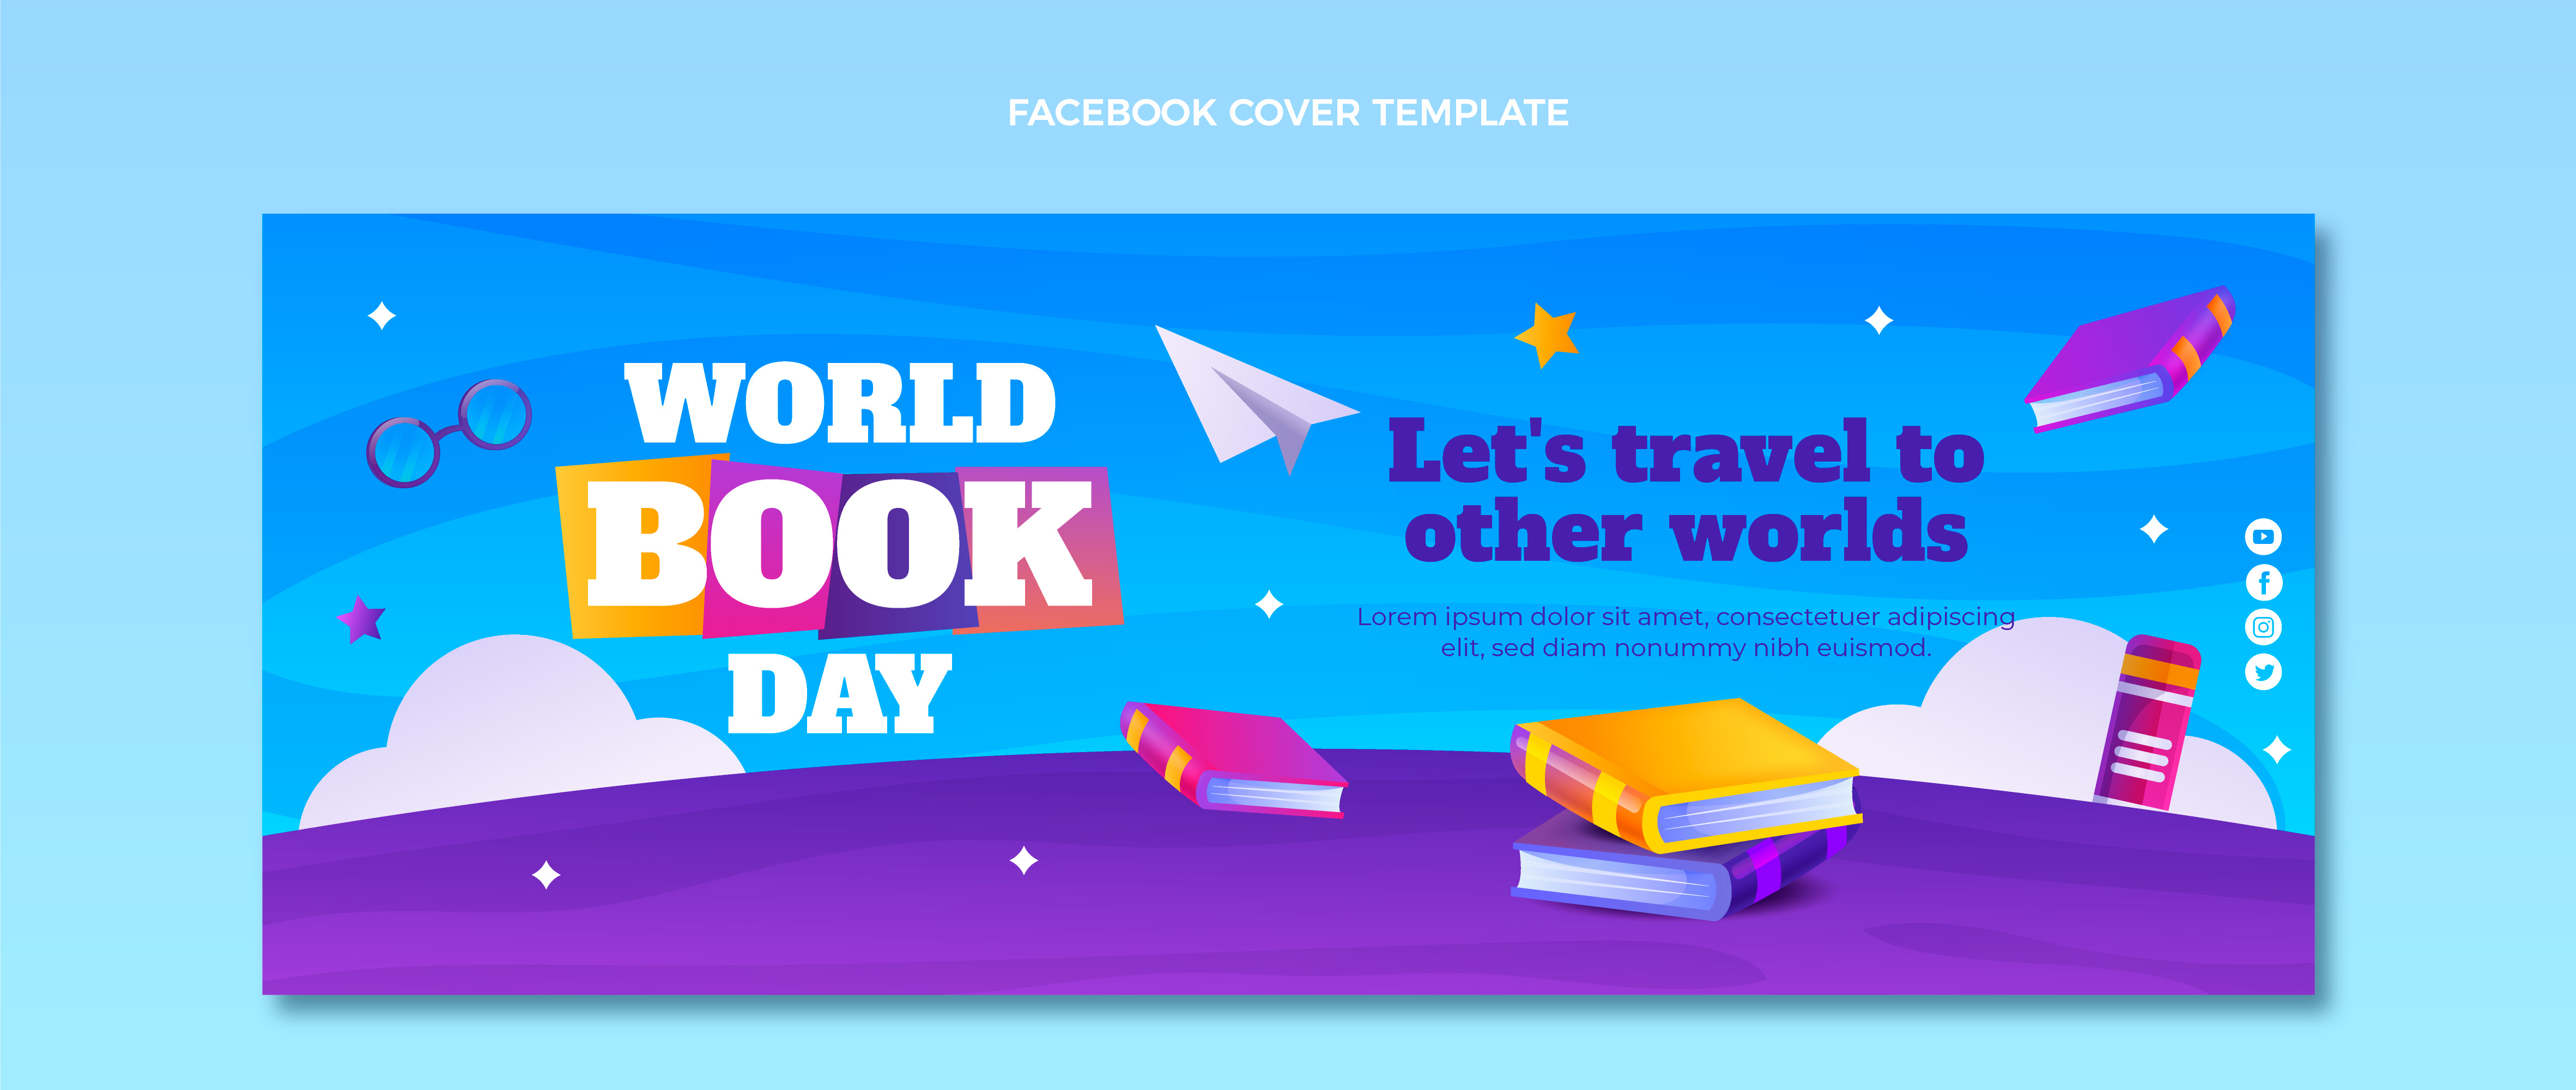 FACEBOOK COVER TEMPLATE
WORLD
BOOK
DAY
Let's travel to
other worlds
Lorem ipsum dolor sit amet, consectetuer adipiscing
elit, sed diam nonummy nibh euismod.